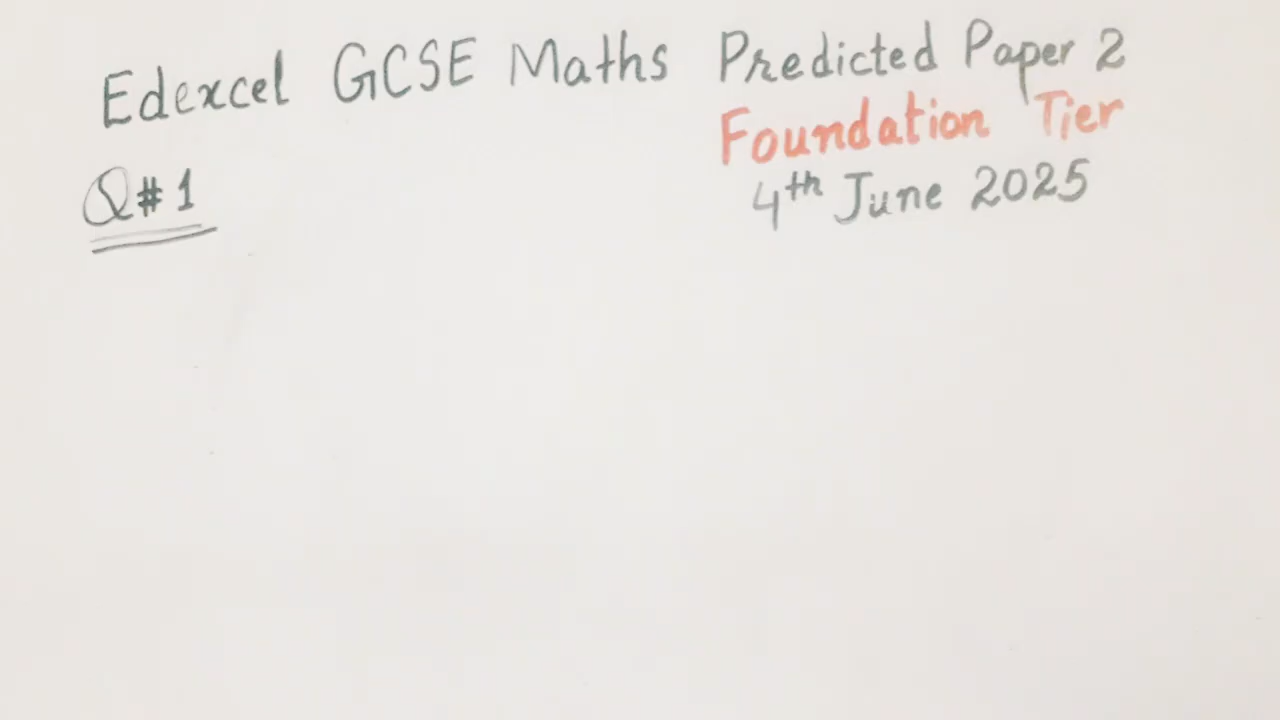 Edexcel GCSE Maths Predicted Paper 2
Foundation Tier
4th June 2025
Q#1